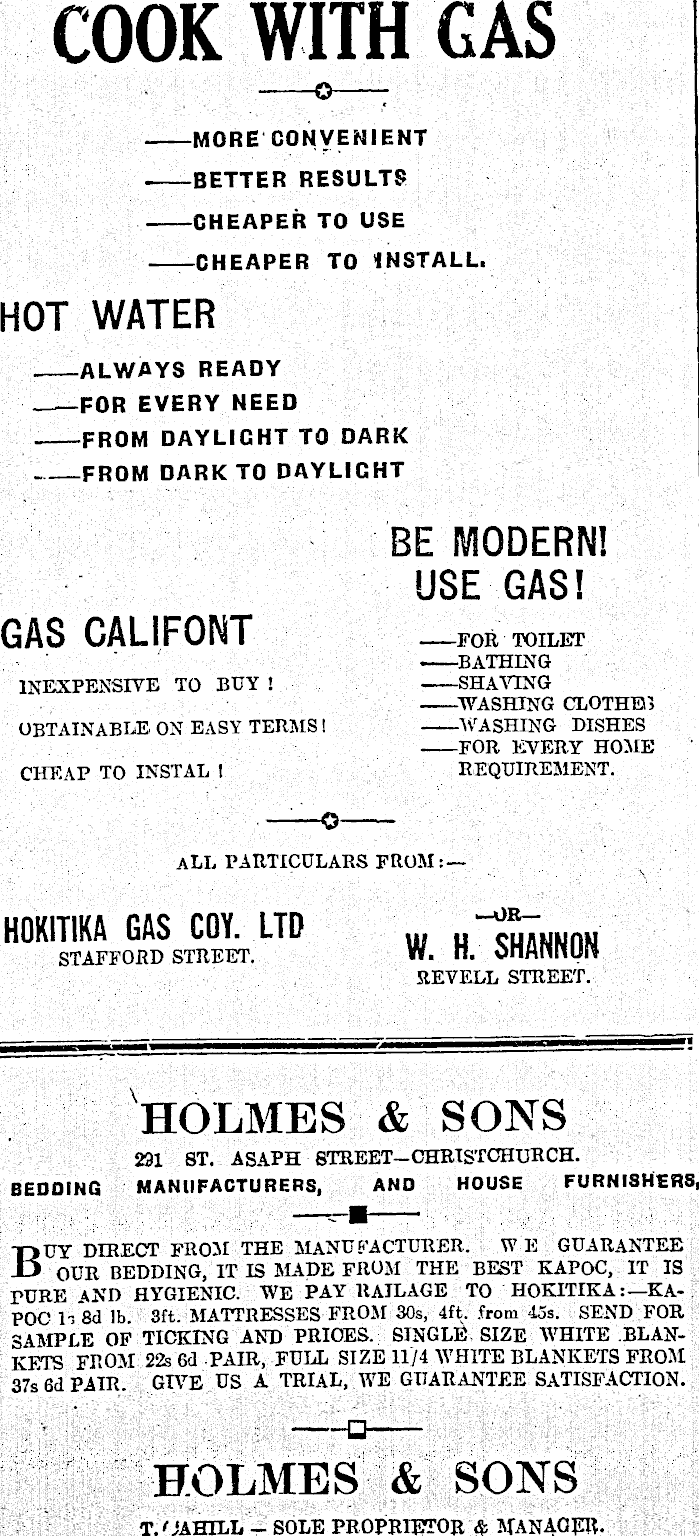 COOK WITH GAS
——MORE CONVENIENT
——BETTER RESULTS
——CHEAPER TO USE
——CHEAPER TO INSTALL.
HOT WATER
——ALWAYS READY
——FOR EVERY NEED
——FROM DAYLIGHT TO DARK
——FROM DARK TO DAYLIGHT
BE MODERN!
USE GAS!
GAS CALIFONT
INEXPENSIVE TO BUY !
OBTAINABLE ON EASY TERMS!
CHEAP TO INSTAL !
——FOR TOILET
——BATHING
——SHAVING
——WASHING CLOTHES
——WASHING DISHES
——FOR EVERY HOME
REQUIREMENT.
ALL PARTICULARS FROM:—
HOKITIKA GAS COY. LTD
STAFFORD STREET.
—OR—
W. H. SHANNON
REVELL STREET.
HOLMES & SONS
291 ST. ASAPH STREET—CHRISTCHURCH.
BEDDING MANUFACTURERS, AND HOUSE FURNISHERS,
BUY DIRECT FROM THE MANUFACTURER. WE GUARANTEE
OUR BEDDING, IT IS MADE FROM THE BEST KAPOC, IT IS
PURE AND HYGIENIC. WE PAY RAILAGE TO HOKITIKA:—KA-
POC 1s 8d lb. 3ft. MATTRESSES FROM 30s, 4ft. from 45s. SEND FOR
SAMPLE OF TICKING AND PRICES. SINGLE SIZE WHITE BLAN-
KETS FROM 22s 6d PAIR, FULL SIZE 11/4 WHITE BLANKETS FROM
37s 6d PAIR. GIVE US A TRIAL, WE GUARANTEE SATISFACTION.
HOLMES & SONS
T. CAHILL — SOLE PROPRIETOR & MANAGER.